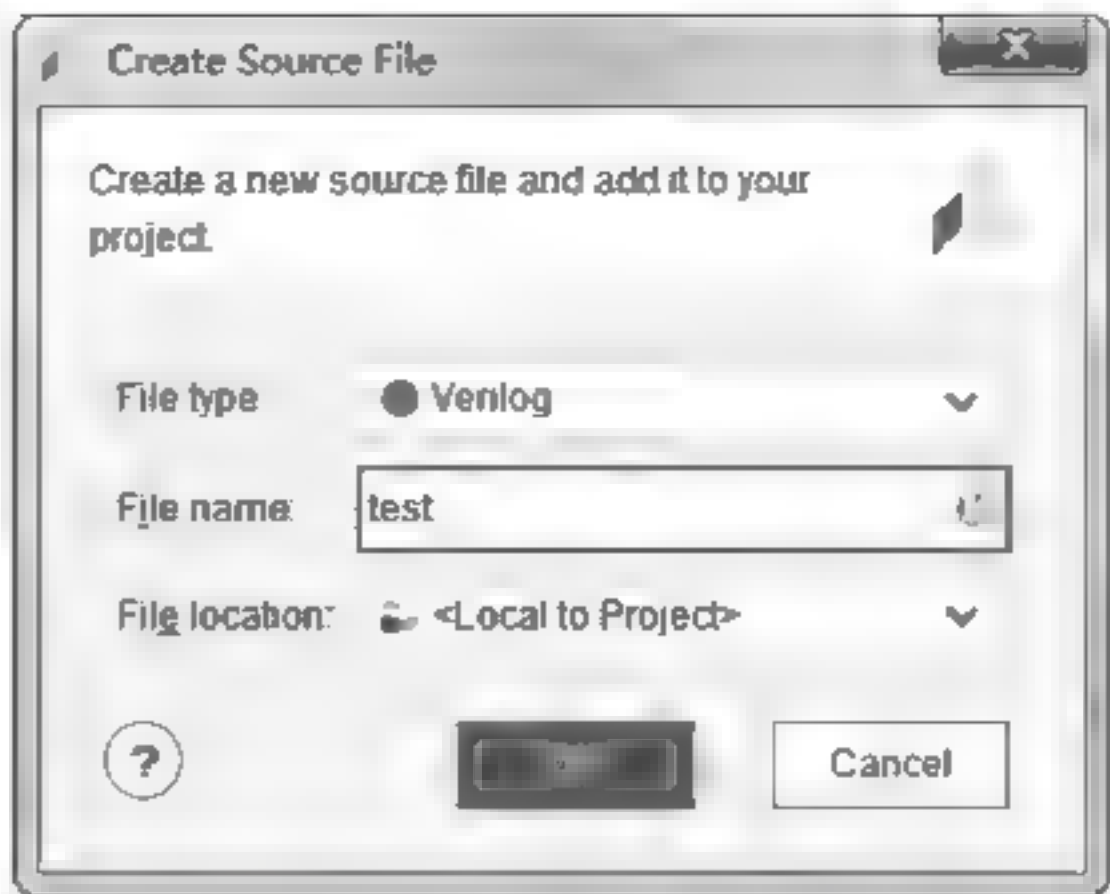 Create Source File
Create a new source file and add it to your
project.
File type
Verilog
File name:
test
File location:
<Local to Project>
?
Cancel